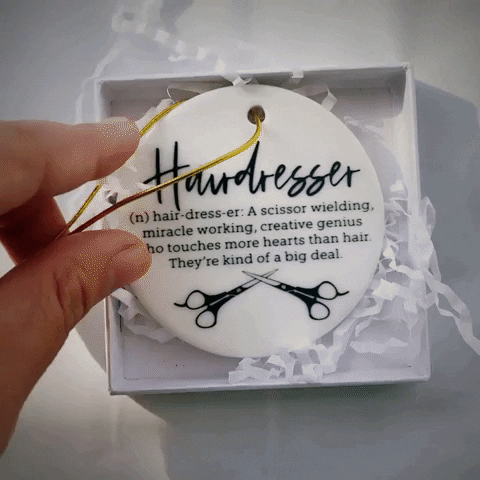 Hairdresser
(n) hair-dress-er: A scissor wielding,
miracle working, creative genius
ho touches more hearts than hair.
They're kind of a big deal.